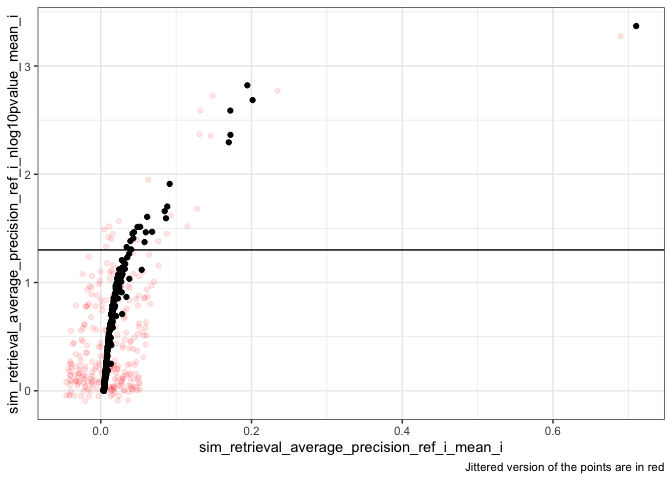 sim_retrieval_average_precision_ref_i_nlog10pvalue_mean_i
3
2
1
0
0.0
0.2
0.4
0.6
sim_retrieval_average_precision_ref_i_mean_i
Jittered version of the points are in red